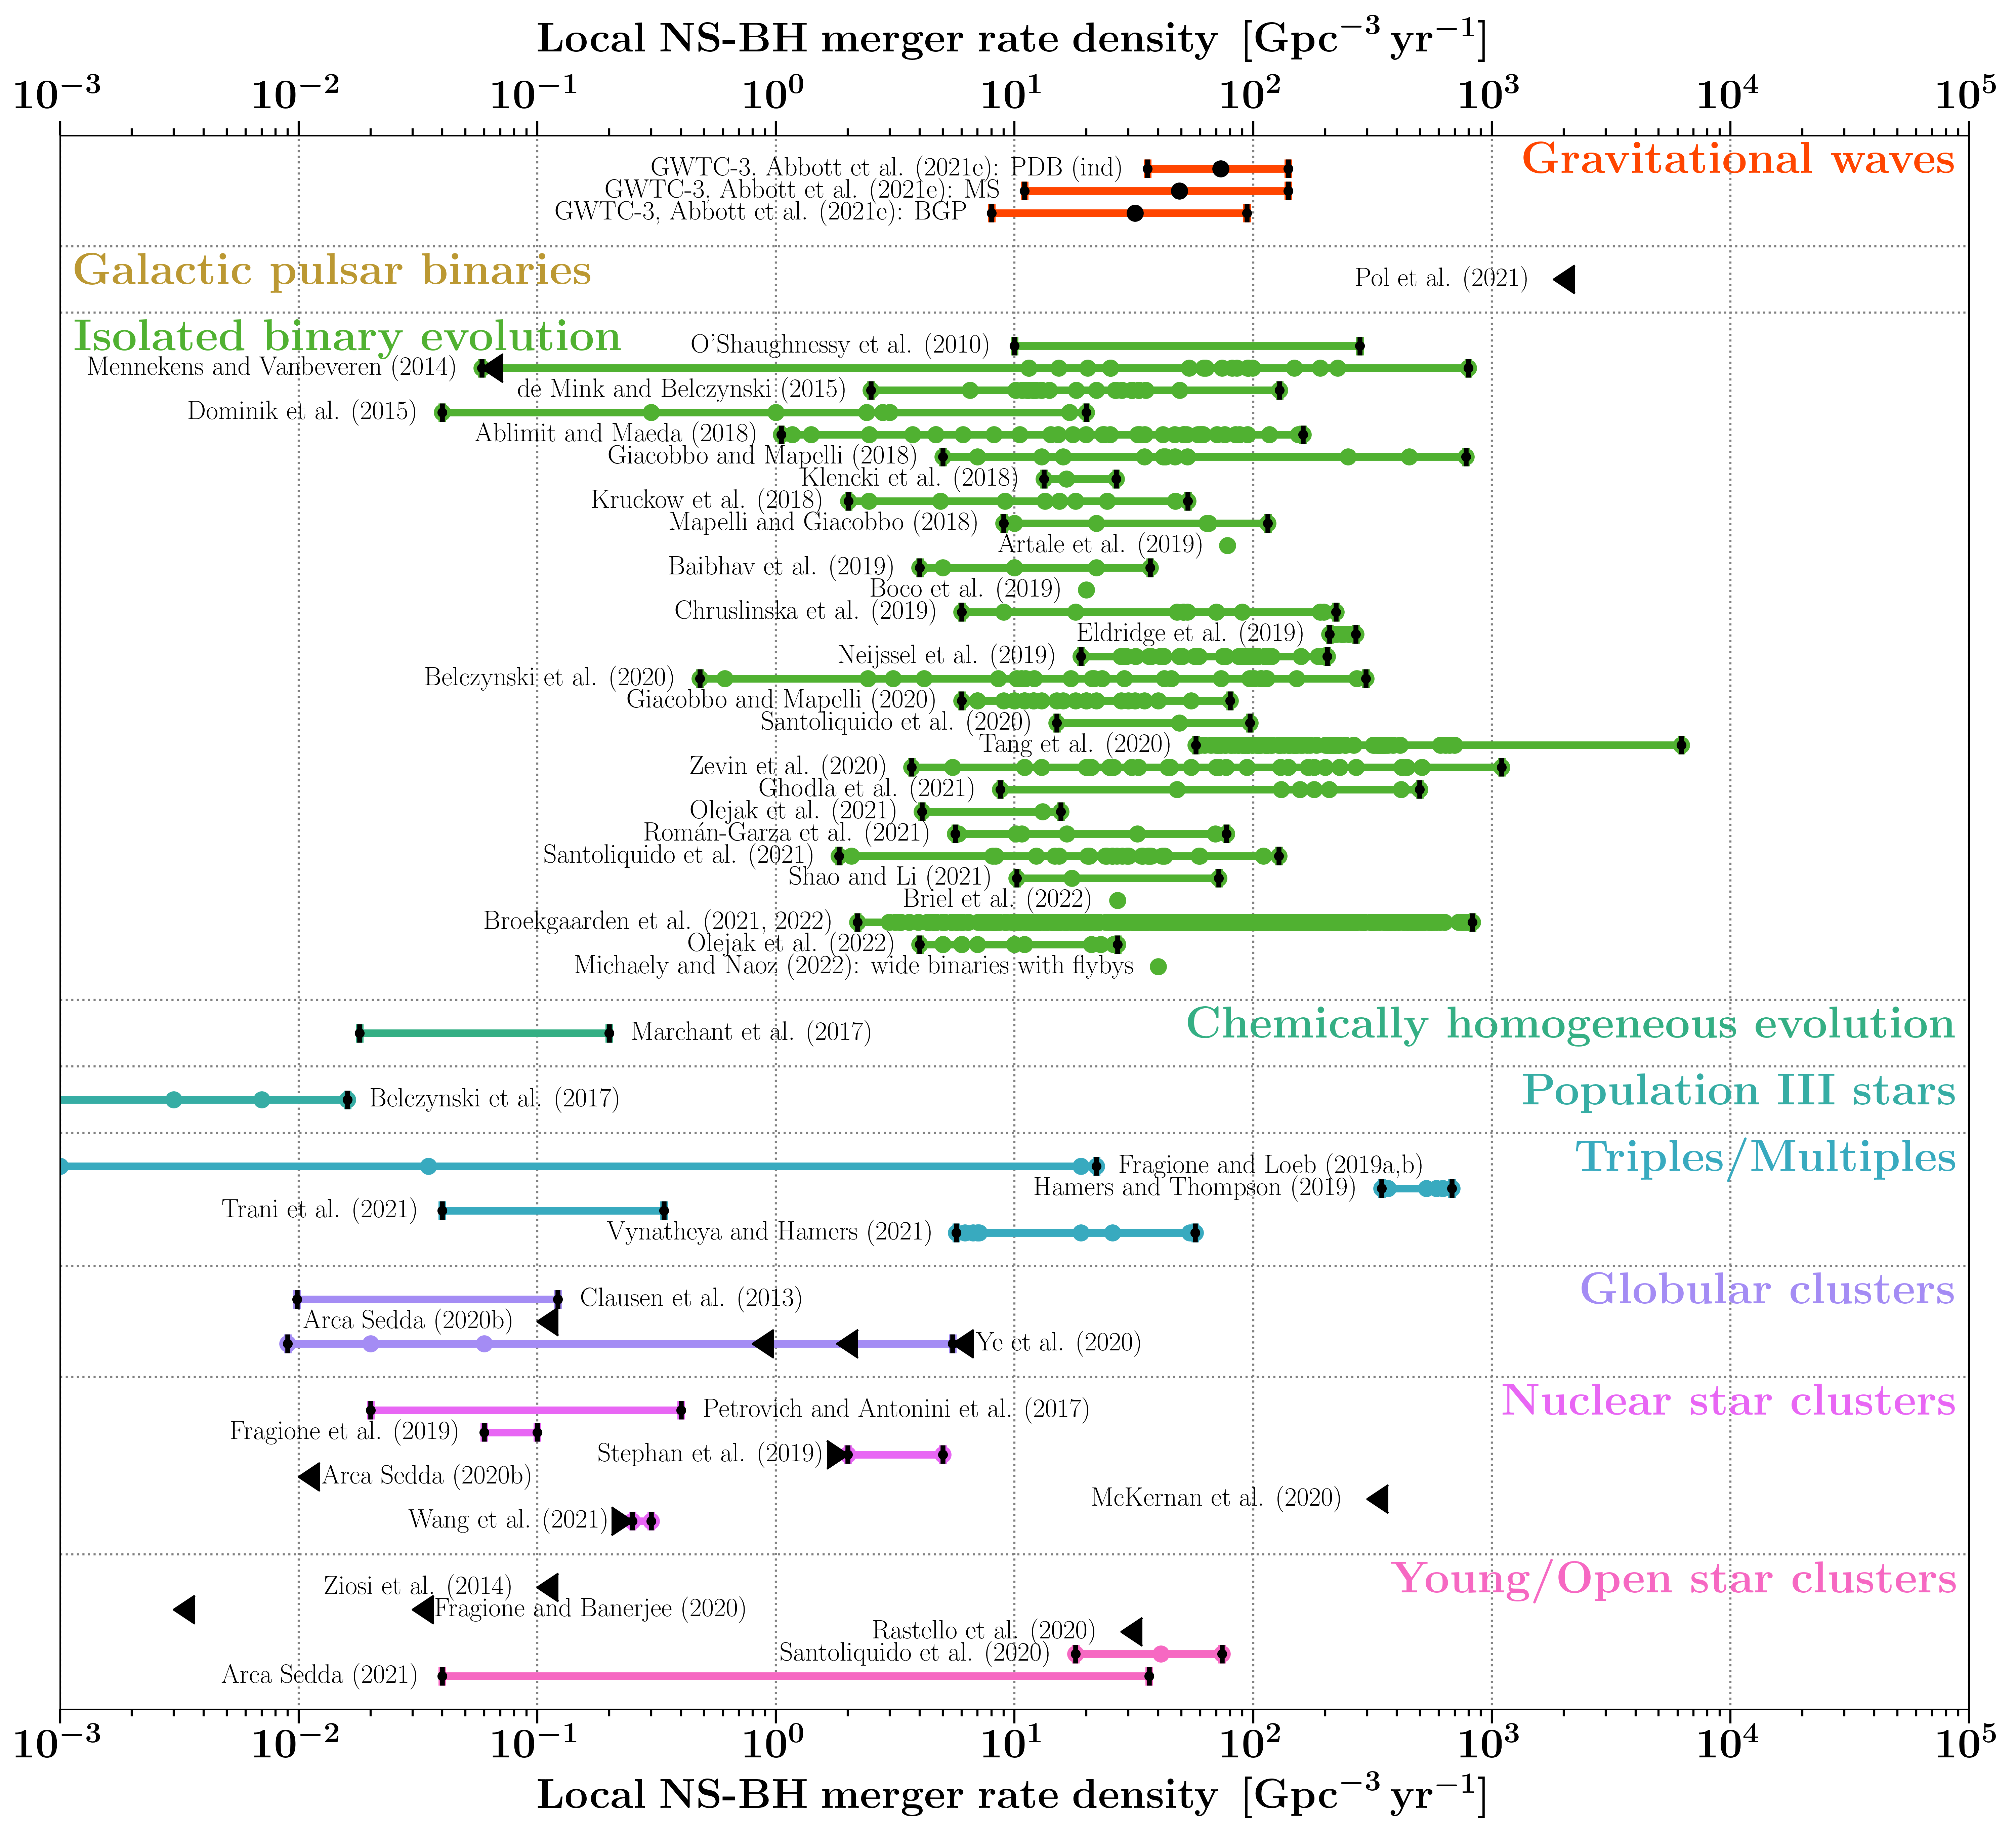 Local NS-BH merger rate density [Gpc⁻³ yr⁻¹]
10⁻³ 10⁻² 10⁻¹ 10⁰ 10¹ 10² 10³ 10⁴ 10⁵
Gravitational waves
GWTC-3, Abbott et al. (2021e): PDB (ind)
GWTC-3, Abbott et al. (2021e): MS
GWTC-3, Abbott et al. (2021e): BGP
Galactic pulsar binaries
Pol et al. (2021)
Isolated binary evolution
O'Shaughnessy et al. (2010)
Mennekens and Vanbeveren (2014)
de Mink and Belczynski (2015)
Dominik et al. (2015)
Ablimit and Maeda (2018)
Giacobbo and Mapelli (2018)
Klencki et al. (2018)
Kruckow et al. (2018)
Mapelli and Giacobbo (2018)
Artale et al. (2019)
Baibhav et al. (2019)
Boco et al. (2019)
Chruslinska et al. (2019)
Eldridge et al. (2019)
Neijssel et al. (2019)
Belczynski et al. (2020)
Giacobbo and Mapelli (2020)
Santoliquido et al. (2020)
Tang et al. (2020)
Zevin et al. (2020)
Ghodla et al. (2021)
Olejak et al. (2021)
Román-Garza et al. (2021)
Santoliquido et al. (2021)
Shao and Li (2021)
Briel et al. (2022)
Broekgaarden et al. (2021, 2022)
Olejak et al. (2022)
Michaely and Naoz (2022): wide binaries with flybys
Chemically homogeneous evolution
Marchant et al. (2017)
Population III stars
Belczynski et al. (2017)
Triples/Multiples
Fragione and Loeb (2019a,b)
Hamers and Thompson (2019)
Trani et al. (2021)
Vynatheya and Hamers (2021)
Globular clusters
Clausen et al. (2013)
Arca Sedda (2020b)
Ye et al. (2020)
Nuclear star clusters
Petrovich and Antonini et al. (2017)
Fragione et al. (2019)
Stephan et al. (2019)
Arca Sedda (2020b)
McKernan et al. (2020)
Wang et al. (2021)
Young/Open star clusters
Ziosi et al. (2014)
Fragione and Banerjee (2020)
Rastello et al. (2020)
Santoliquido et al. (2020)
Arca Sedda (2021)
10⁻³ 10⁻² 10⁻¹ 10⁰ 10¹ 10² 10³ 10⁴ 10⁵
Local NS-BH merger rate density [Gpc⁻³ yr⁻¹]